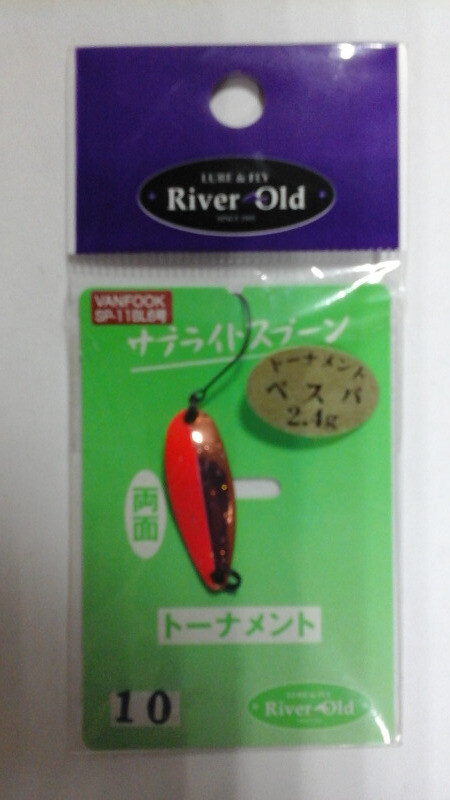 LURE & FLY
River Old
SINCE 1991
VANFOOK
SP-11BL6号
サテライトスプーン
トーナメント
ベスパ
2.4g
両面
トーナメント
10
LURE & FLY
River Old